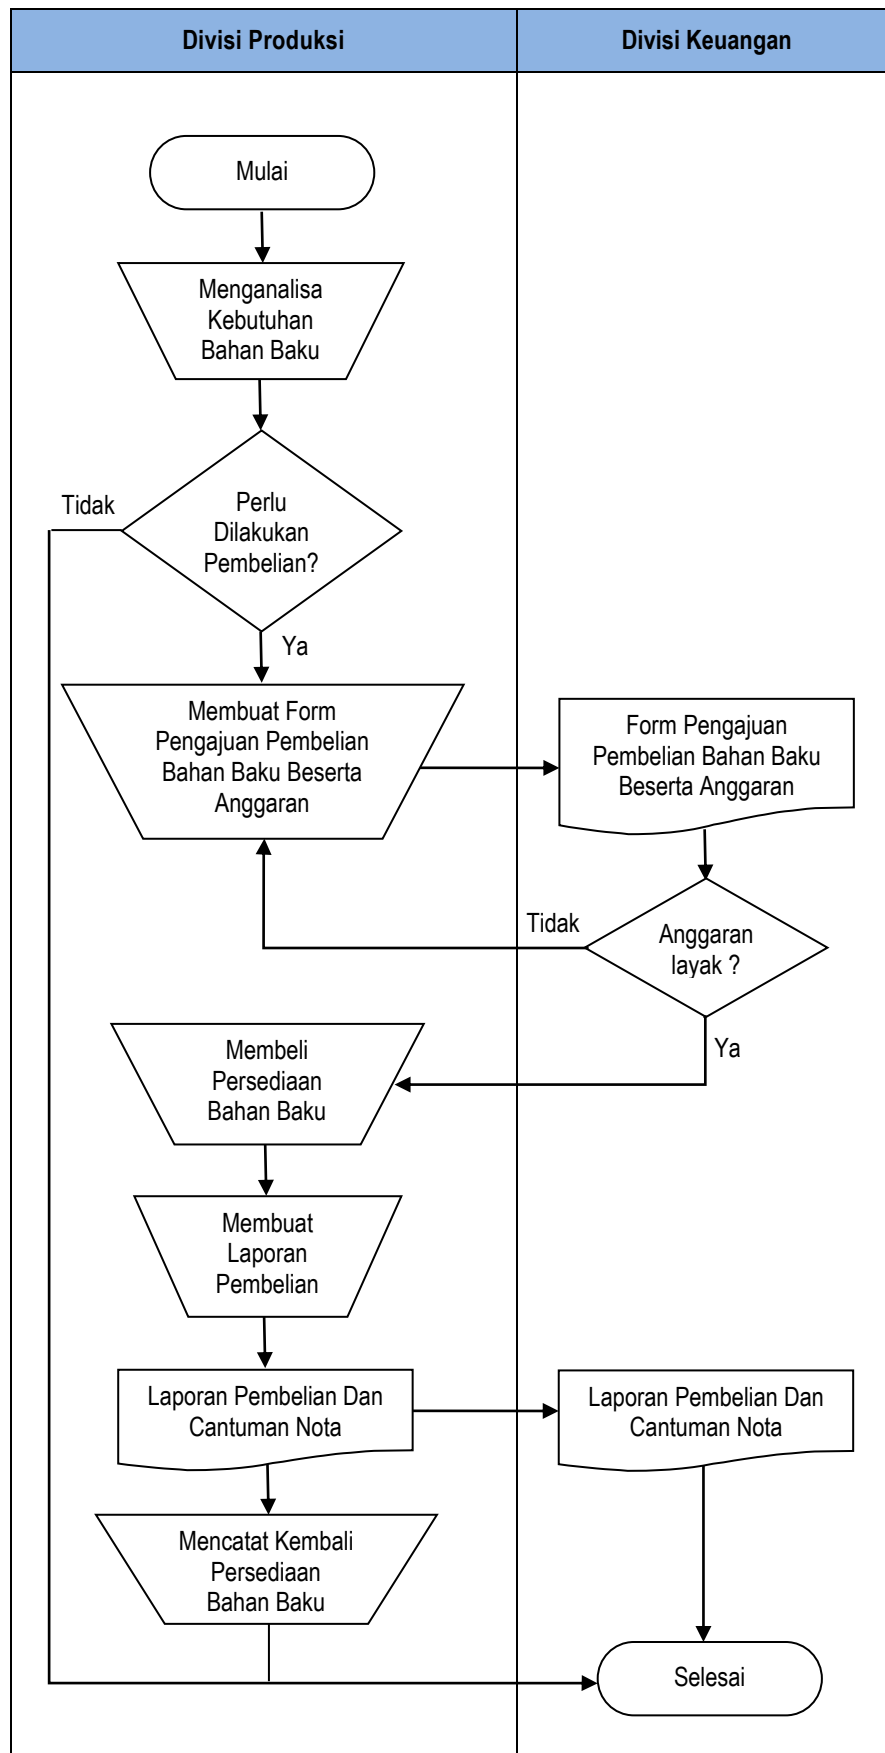 Divisi Produksi
Divisi Keuangan
Mulai
Menganalisa
Kebutuhan
Bahan Baku
Tidak
Perlu
Dilakukan
Pembelian?
Ya
Membuat Form
Pengajuan Pembelian
Bahan Baku Beserta
Anggaran
Form Pengajuan
Pembelian Bahan Baku
Beserta Anggaran
Tidak
Anggaran
layak ?
Ya
Membeli
Persediaan
Bahan Baku
Membuat
Laporan
Pembelian
Laporan Pembelian Dan
Cantuman Nota
Laporan Pembelian Dan
Cantuman Nota
Mencatat Kembali
Persediaan
Bahan Baku
Selesai